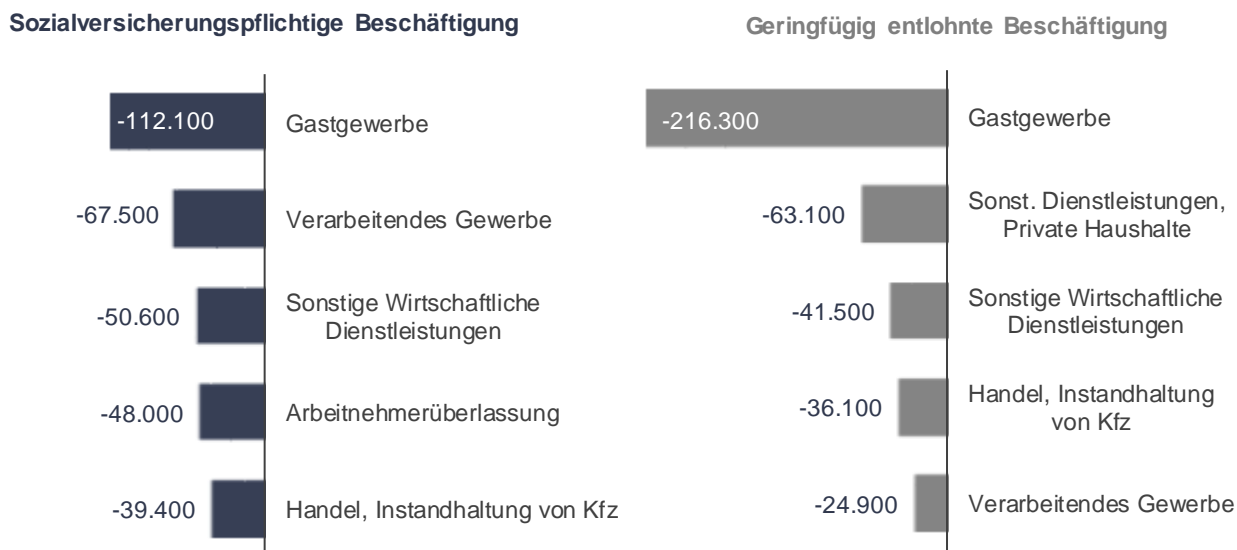 Sozialversicherungspflichtige Beschäftigung
-112.100
Gastgewerbe
-67.500
Verarbeitendes Gewerbe
-50.600
Sonstige Wirtschaftliche
Dienstleistungen
-48.000
Arbeitnehmerüberlassung
-39.400
Handel, Instandhaltung von Kfz
Geringfügig entlohnte Beschäftigung
-216.300
Gastgewerbe
-63.100
Sonst. Dienstleistungen,
Private Haushalte
-41.500
Sonstige Wirtschaftliche
Dienstleistungen
-36.100
Handel, Instandhaltung
von Kfz
-24.900
Verarbeitendes Gewerbe